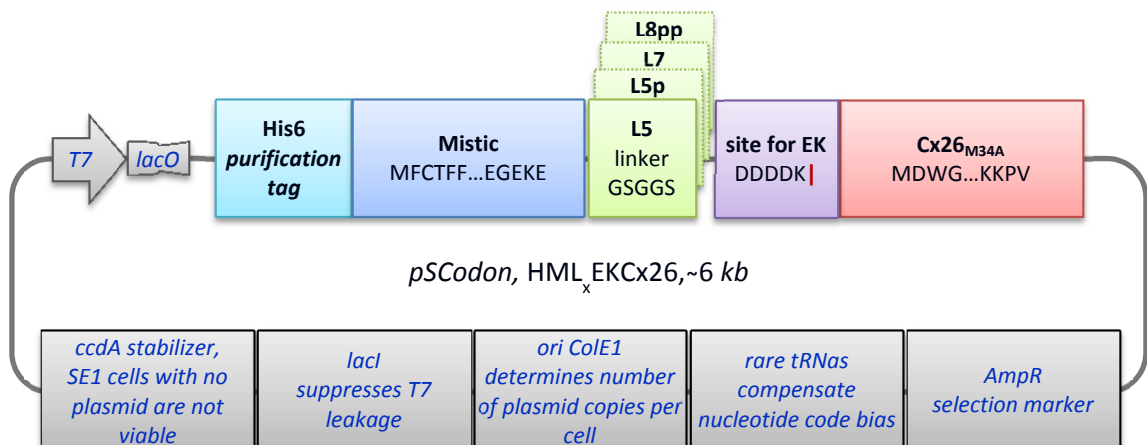 L8pp
L7
L5p
T7
lacO
His6
purification
tag
Mistic
MFCTFF...EGEKE
L5
linker
GSGGS
site for EK
DDDDK|
Cx26M34A
MDWG...KKPV
pSCodon, HMLxEKCx26,~6 kb
ccdA stabilizer,
SE1 cells with no
plasmid are not
viable
lacI
suppresses T7
leakage
ori ColE1
determines number
of plasmid copies per
cell
rare tRNas
compensate
nucleotide code bias
AmpR
selection marker